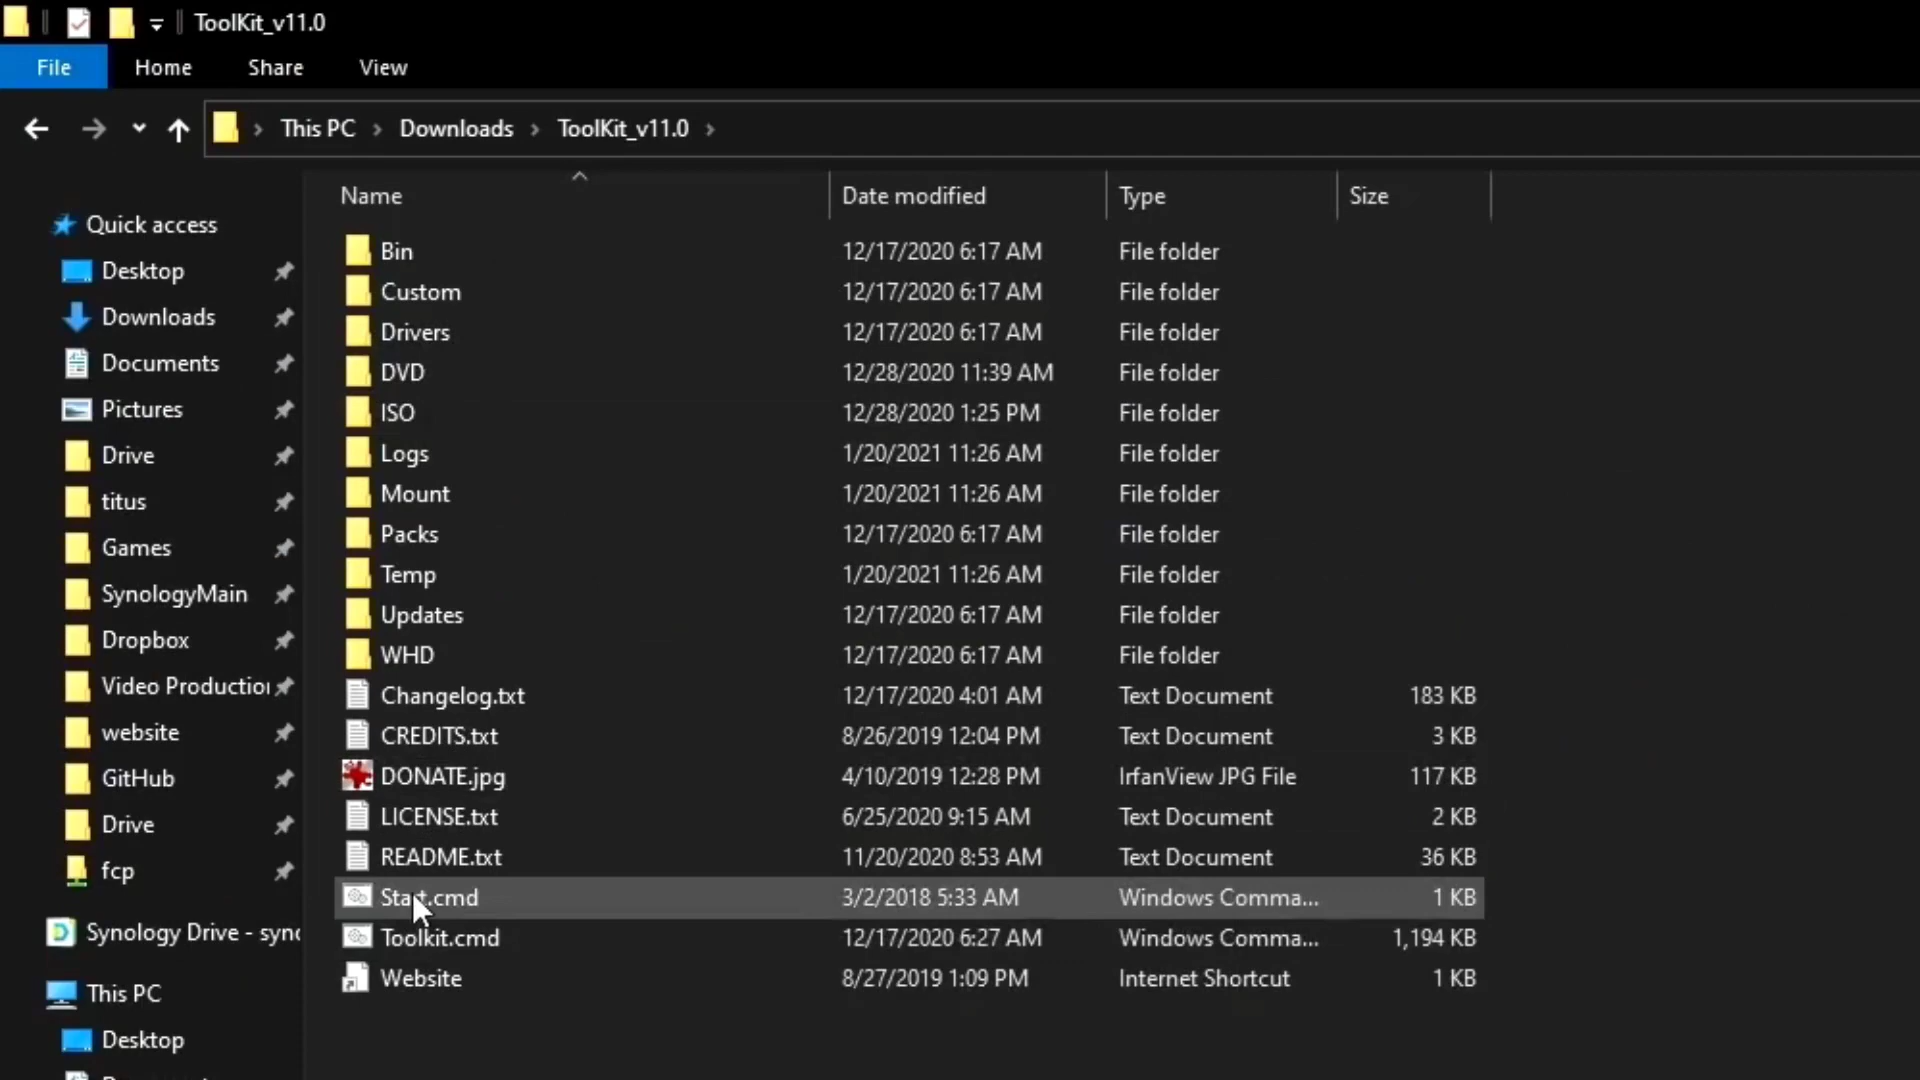 ToolKit_v11.0
File Home Share View
This PC Downloads ToolKit_v11.0
Name Date modified Type Size
Quick access
Desktop
Downloads
Documents
Pictures
Drive
titus
Games
SynologyMain
Dropbox
Video Production
website
GitHub
Drive
fcp
Synology Drive - sync
This PC
Desktop
Bin 12/17/2020 6:17 AM File folder
Custom 12/17/2020 6:17 AM File folder
Drivers 12/17/2020 6:17 AM File folder
DVD 12/28/2020 11:39 AM File folder
ISO 12/28/2020 1:25 PM File folder
Logs 1/20/2021 11:26 AM File folder
Mount 1/20/2021 11:26 AM File folder
Packs 12/17/2020 6:17 AM File folder
Temp 1/20/2021 11:26 AM File folder
Updates 12/17/2020 6:17 AM File folder
WHD 12/17/2020 6:17 AM File folder
Changelog.txt 12/17/2020 4:01 AM Text Document 183 KB
CREDITS.txt 8/26/2019 12:04 PM Text Document 3 KB
DONATE.jpg 4/10/2019 12:28 PM IrfanView JPG File 117 KB
LICENSE.txt 6/25/2020 9:15 AM Text Document 2 KB
README.txt 11/20/2020 8:53 AM Text Document 36 KB
Start.cmd 3/2/2018 5:33 AM Windows Comma... 1 KB
Toolkit.cmd 12/17/2020 6:27 AM Windows Comma... 1,194 KB
Website 8/27/2019 1:09 PM Internet Shortcut 1 KB